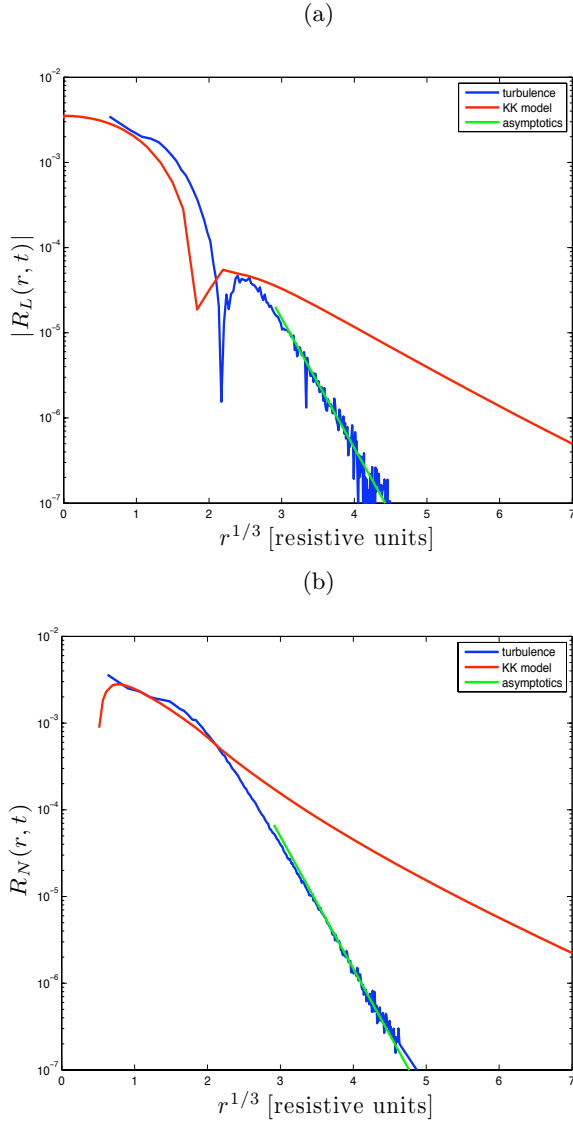 (a)
10⁻²
10⁻³
10⁻⁴
10⁻⁵
10⁻⁶
10⁻⁷
|R_L(r, t)|
turbulence
KK model
asymptotics
0 1 2 3 4 5 6 7
r^{1/3} [resistive units]
(b)
10⁻²
10⁻³
10⁻⁴
10⁻⁵
10⁻⁶
10⁻⁷
R_N(r, t)
turbulence
KK model
asymptotics
0 1 2 3 4 5 6 7
r^{1/3} [resistive units]